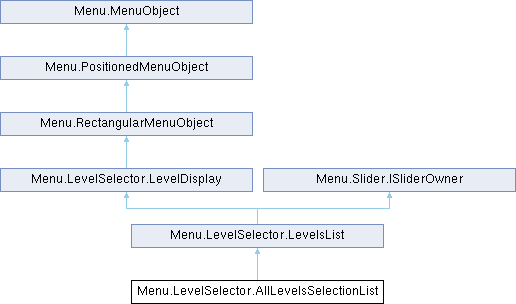 Menu.MenuObject
Menu.PositionedMenuObject
Menu.RectangularMenuObject
Menu.LevelSelector.LevelDisplay
Menu.Slider.ISliderOwner
Menu.LevelSelector.LevelsList
Menu.LevelSelector.AllLevelsSelectionList